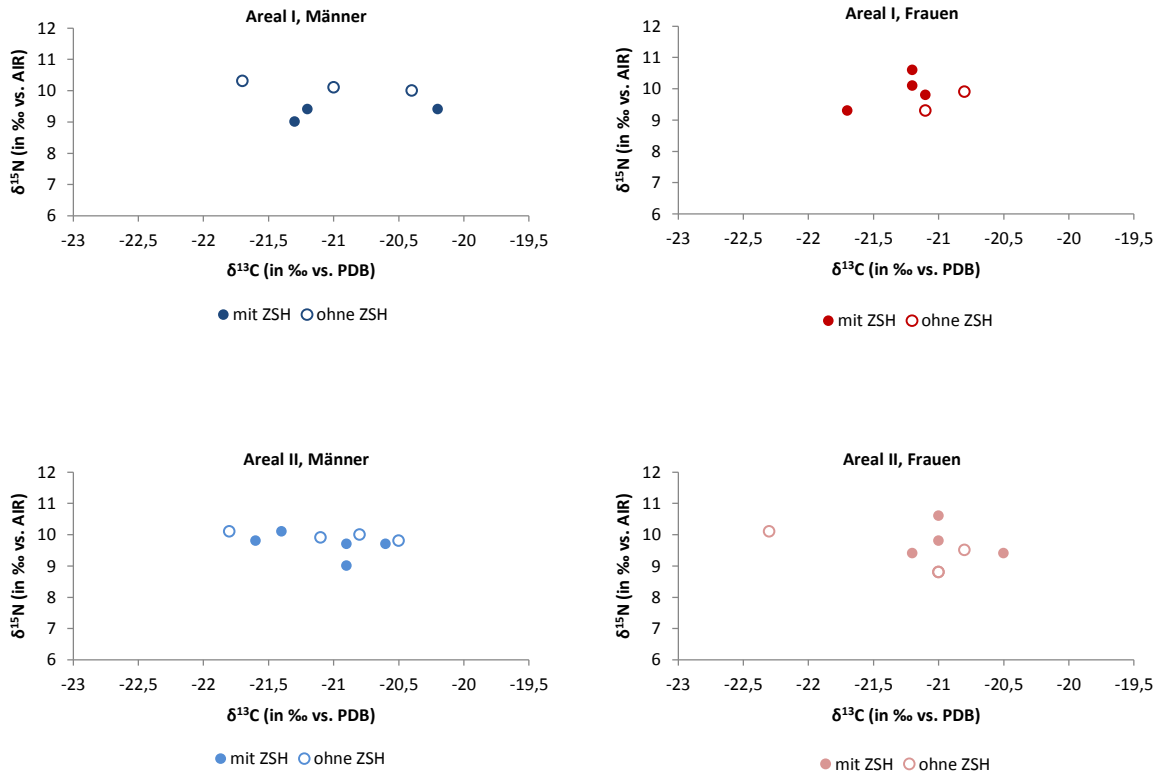 Areal I, Männer
12
11
10
9
8
7
6
δ¹⁵N (in ‰ vs. AIR)
-23 -22,5 -22 -21,5 -21 -20,5 -20 -19,5
δ¹³C (in ‰ vs. PDB)
mit ZSH ohne ZSH
Areal I, Frauen
12
11
10
9
8
7
6
δ¹⁵N (in ‰ vs. AIR)
-23 -22,5 -22 -21,5 -21 -20,5 -20 -19,5
δ¹³C (in ‰ vs. PDB)
mit ZSH ohne ZSH
Areal II, Männer
12
11
10
9
8
7
6
δ¹⁵N (in ‰ vs. AIR)
-23 -22,5 -22 -21,5 -21 -20,5 -20 -19,5
δ¹³C (in ‰ vs. PDB)
mit ZSH ohne ZSH
Areal II, Frauen
12
11
10
9
8
7
6
δ¹⁵N (in ‰ vs. AIR)
-23 -22,5 -22 -21,5 -21 -20,5 -20 -19,5
δ¹³C (in ‰ vs. PDB)
mit ZSH ohne ZSH